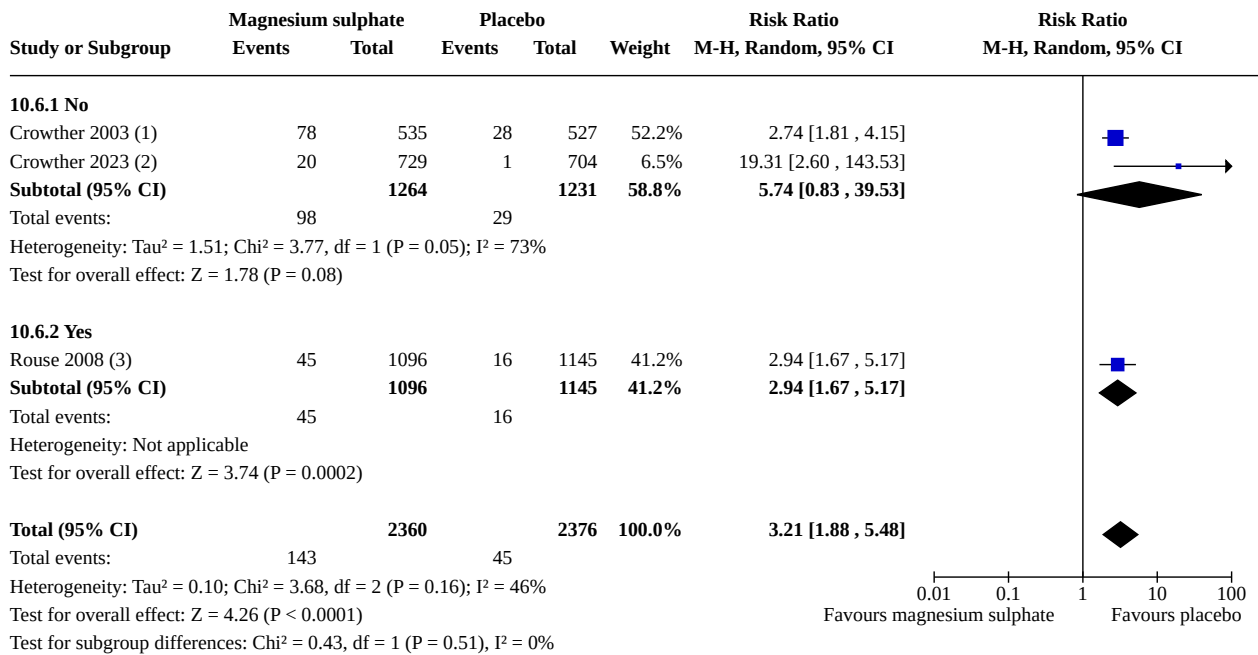 Magnesium sulphate Placebo Risk Ratio Risk Ratio
Study or Subgroup Events Total Events Total Weight M-H, Random, 95% CI M-H, Random, 95% CI
10.6.1 No
Crowther 2003 (1) 78 535 28 527 52.2% 2.74 [1.81 , 4.15]
Crowther 2023 (2) 20 729 1 704 6.5% 19.31 [2.60 , 143.53]
Subtotal (95% CI) 1264 1231 58.8% 5.74 [0.83 , 39.53]
Total events: 98 29
Heterogeneity: Tau² = 1.51; Chi² = 3.77, df = 1 (P = 0.05); I² = 73%
Test for overall effect: Z = 1.78 (P = 0.08)
10.6.2 Yes
Rouse 2008 (3) 45 1096 16 1145 41.2% 2.94 [1.67 , 5.17]
Subtotal (95% CI) 1096 1145 41.2% 2.94 [1.67 , 5.17]
Total events: 45 16
Heterogeneity: Not applicable
Test for overall effect: Z = 3.74 (P = 0.0002)
Total (95% CI) 2360 2376 100.0% 3.21 [1.88 , 5.48]
Total events: 143 45
Heterogeneity: Tau² = 0.10; Chi² = 3.68, df = 2 (P = 0.16); I² = 46%
Test for overall effect: Z = 4.26 (P < 0.0001)
Test for subgroup differences: Chi² = 0.43, df = 1 (P = 0.51), I² = 0%
0.01 0.1 1 10 100
Favours magnesium sulphate Favours placebo